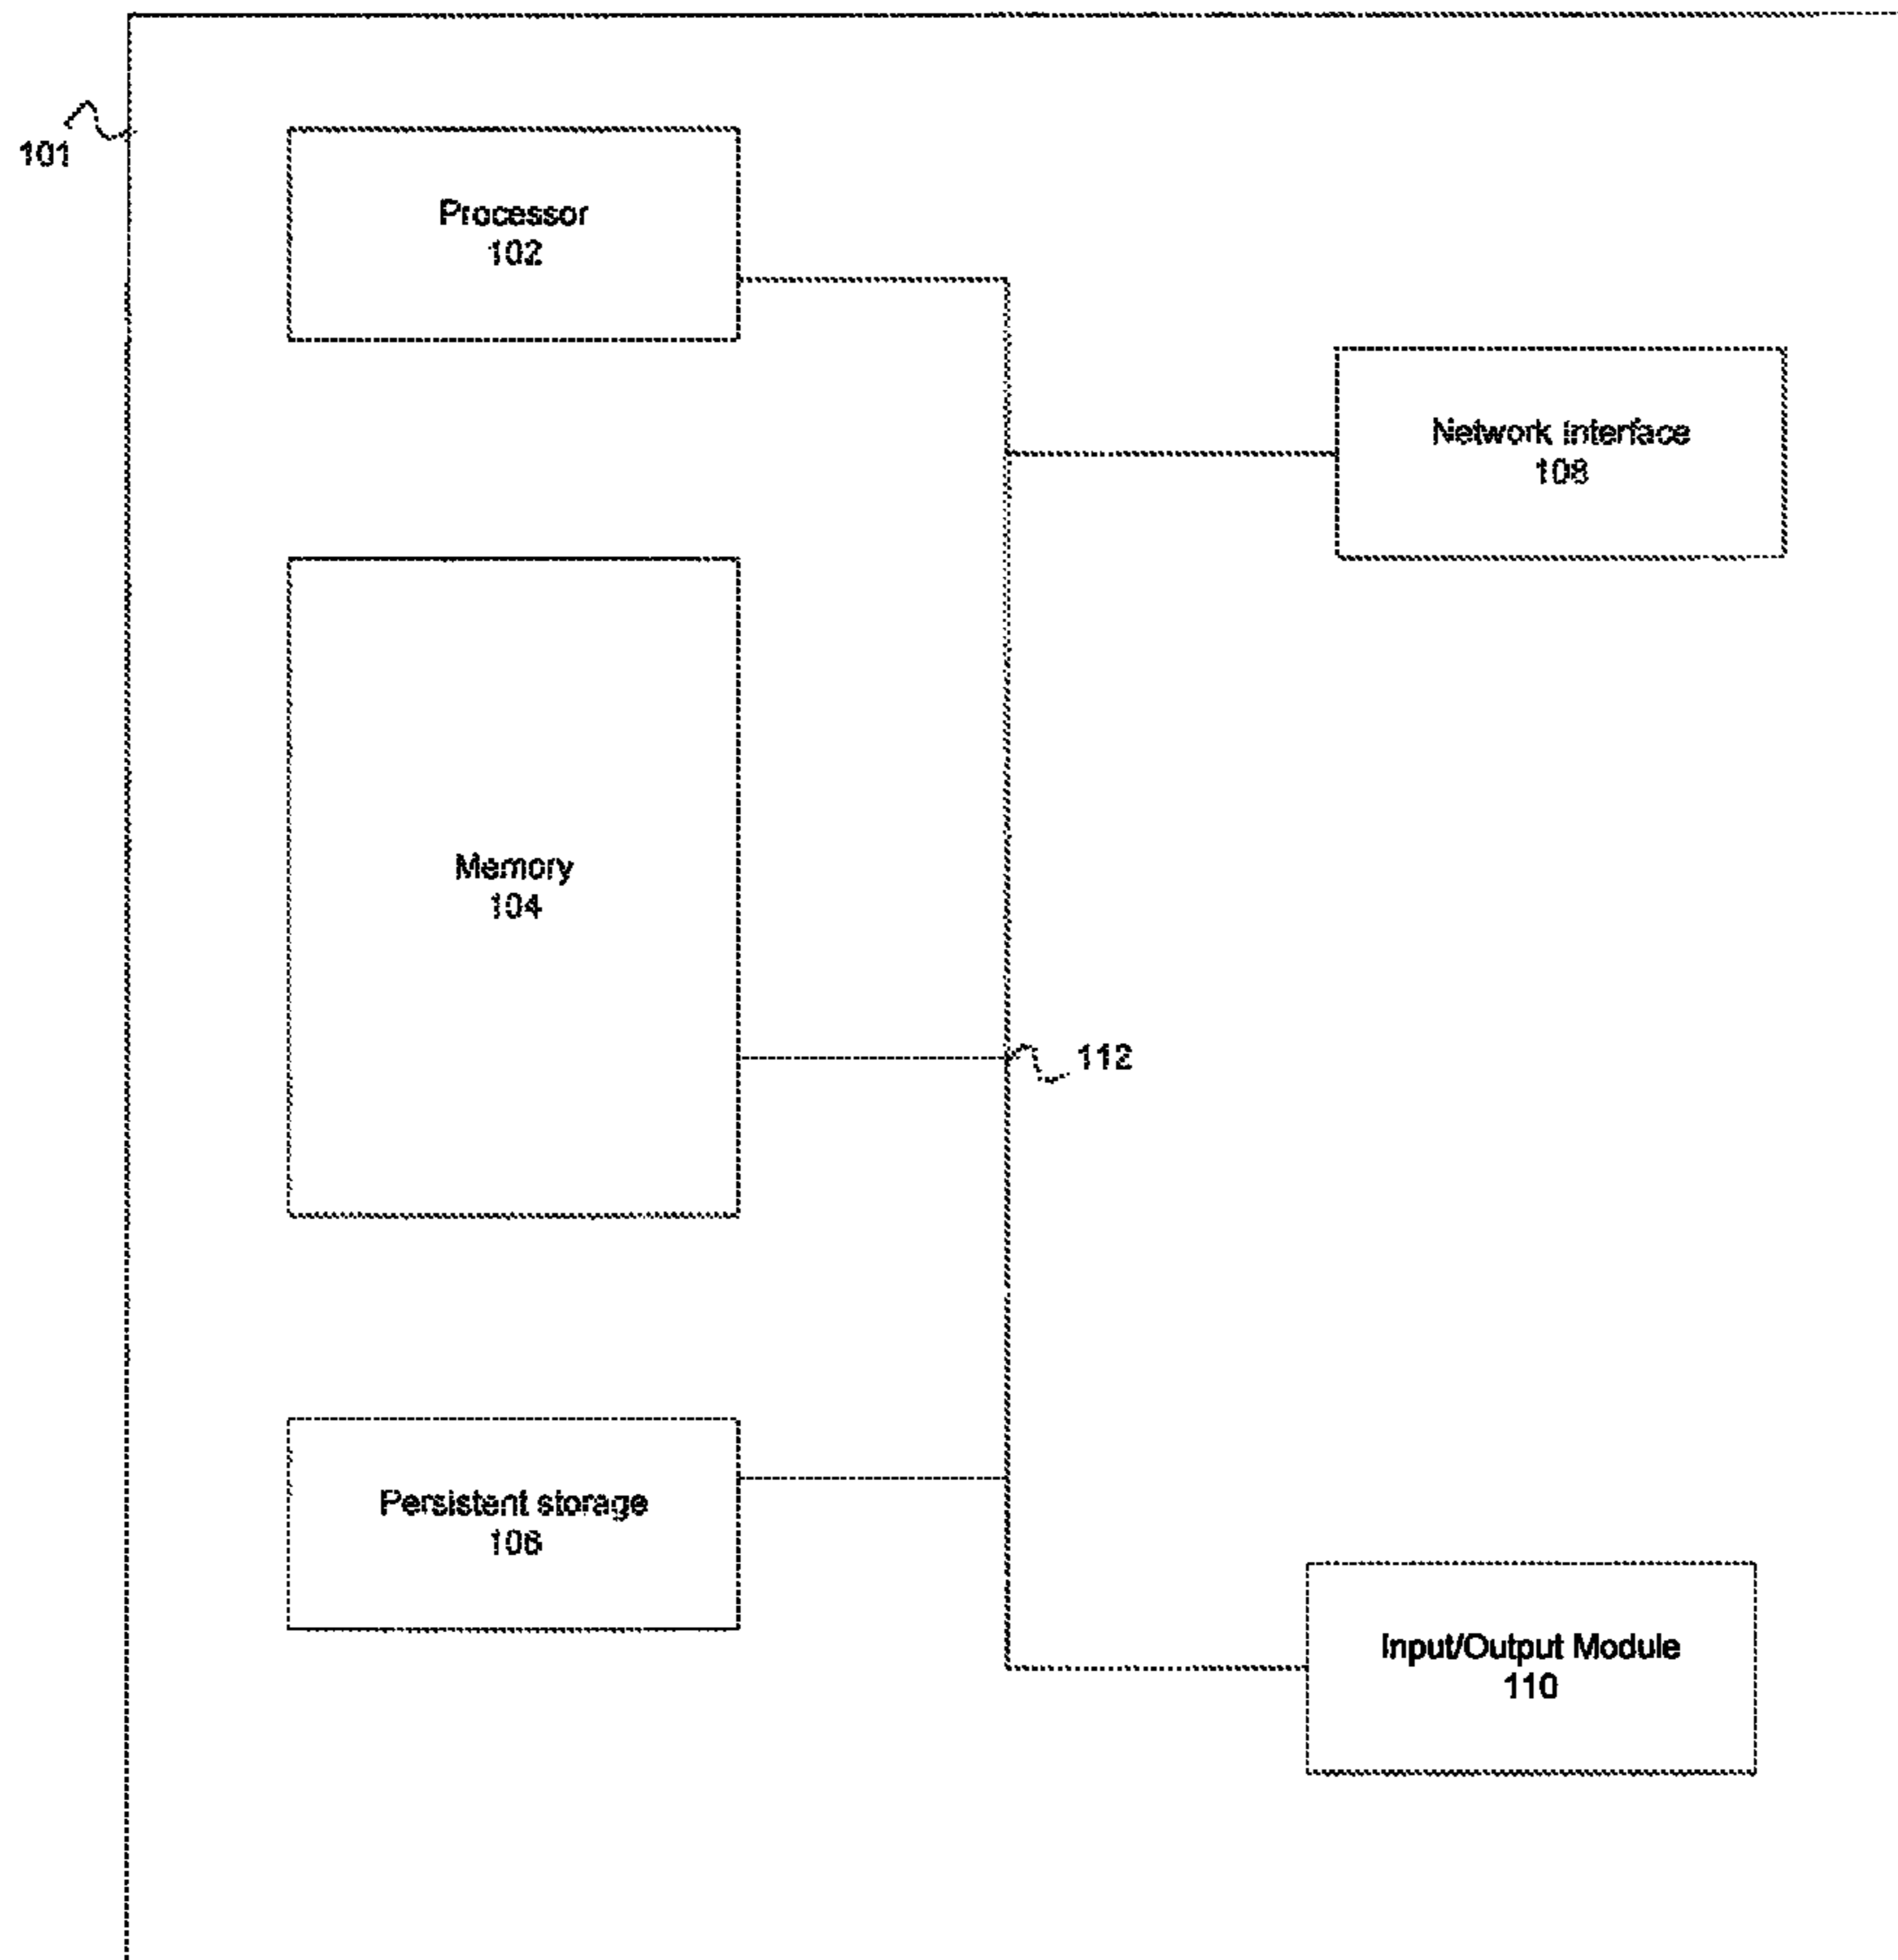 101
Processor
102
Network Interface
108
Memory
104
112
Persistent storage
106
Input/Output Module
110